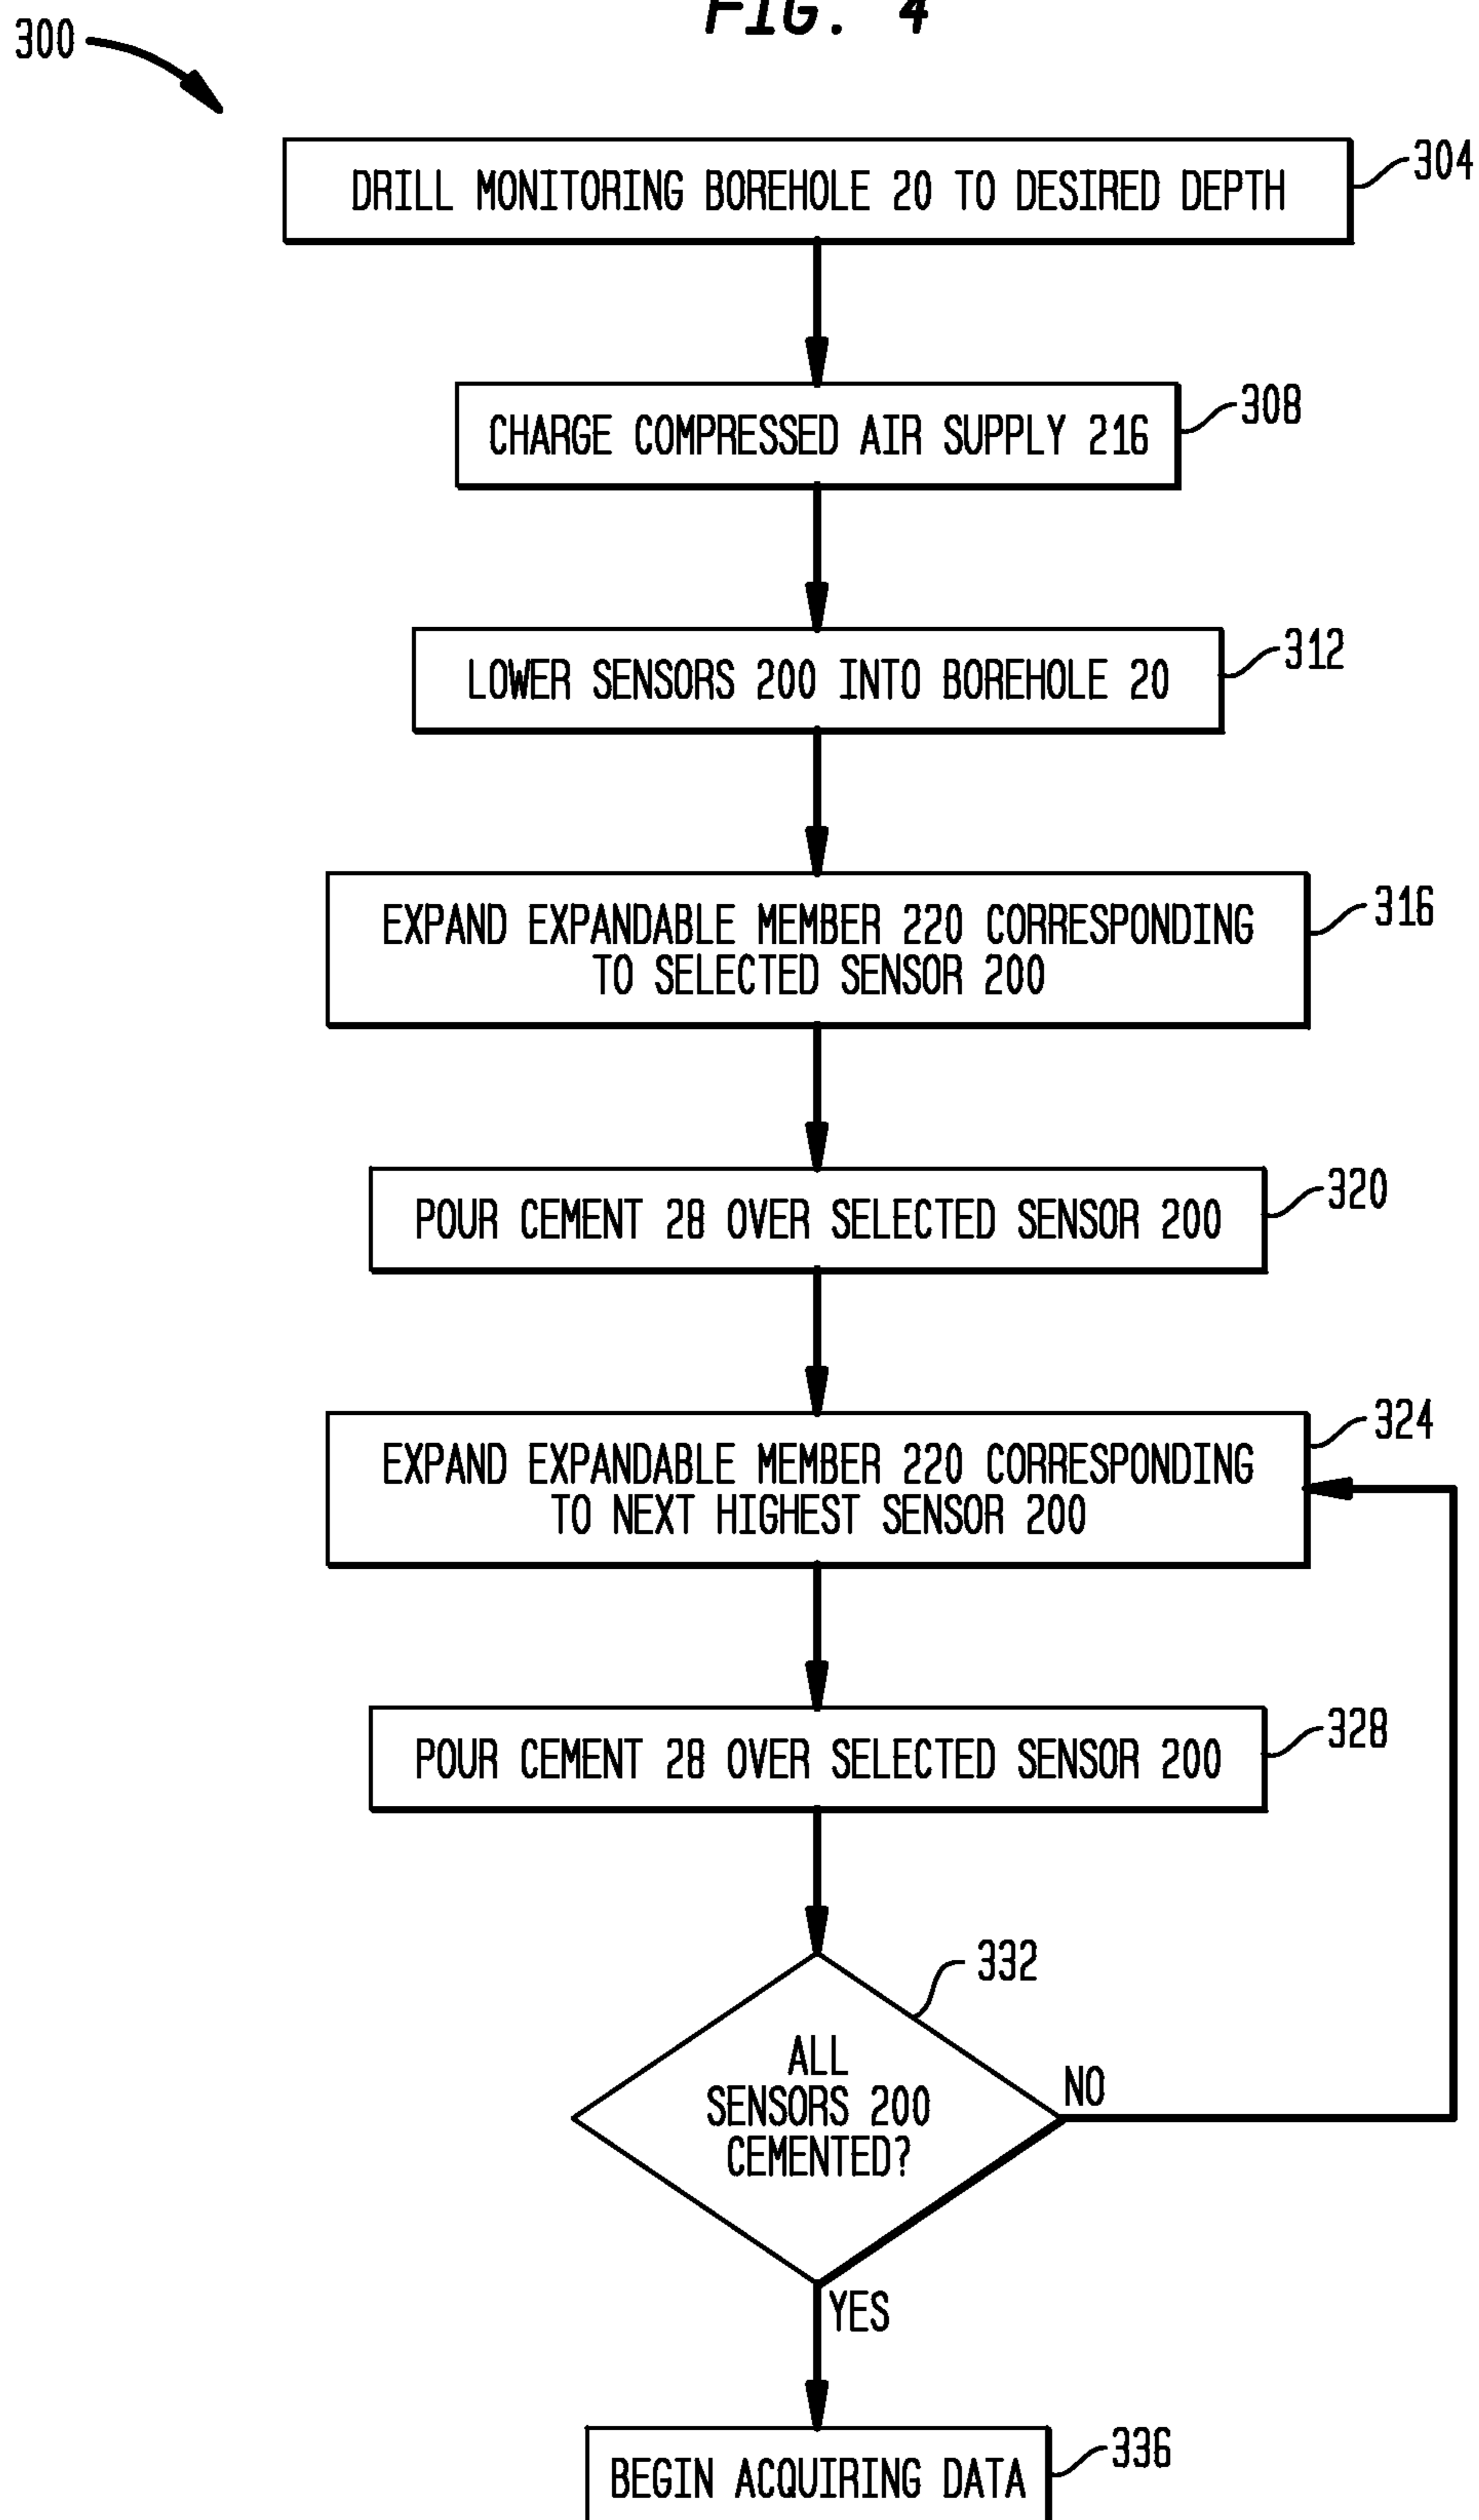 FIG. 4
300
DRILL MONITORING BOREHOLE 20 TO DESIRED DEPTH
304
CHARGE COMPRESSED AIR SUPPLY 216
308
LOWER SENSORS 200 INTO BOREHOLE 20
312
EXPAND EXPANDABLE MEMBER 220 CORRESPONDING
TO SELECTED SENSOR 200
316
POUR CEMENT 28 OVER SELECTED SENSOR 200
320
EXPAND EXPANDABLE MEMBER 220 CORRESPONDING
TO NEXT HIGHEST SENSOR 200
324
POUR CEMENT 28 OVER SELECTED SENSOR 200
328
332
ALL
SENSORS 200
CEMENTED?
NO
YES
BEGIN ACQUIRING DATA
336